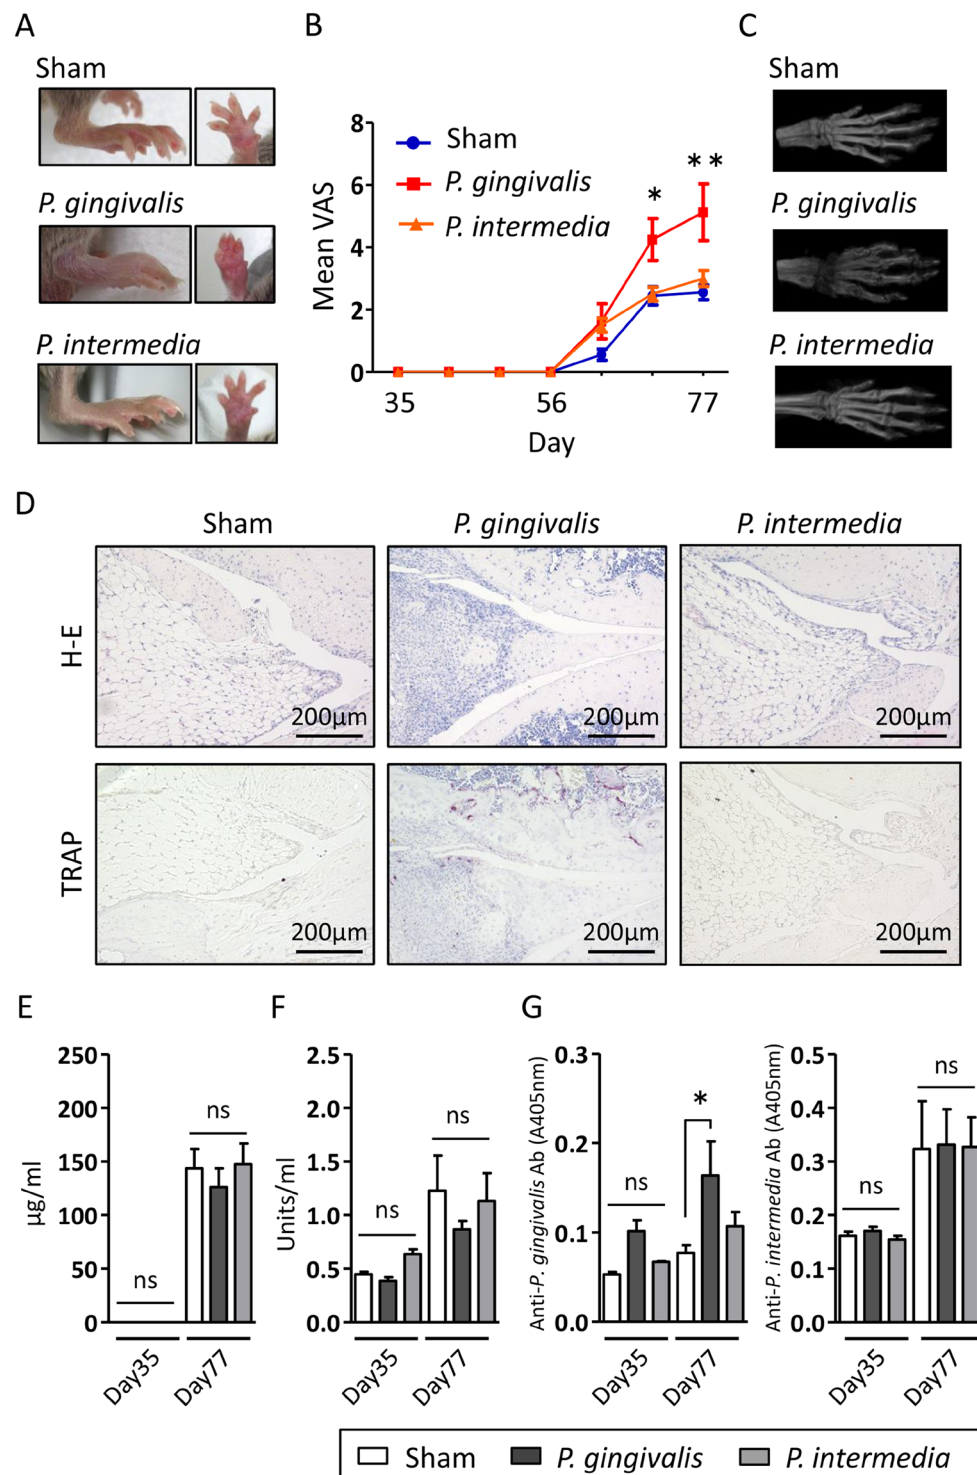 A
Sham
P. gingivalis
P. intermedia
B
Mean VAS
8
6
4
2
0
Sham
P. gingivalis
P. intermedia
*
**
35
56
77
Day
C
Sham
P. gingivalis
P. intermedia
D
Sham
P. gingivalis
P. intermedia
H-E
200µm
200µm
200µm
TRAP
200µm
200µm
200µm
E
µg/ml
250
200
150
100
50
0
ns
ns
Day35
Day77
F
Units/ml
2.5
2.0
1.5
1.0
0.5
0.0
ns
ns
Day35
Day77
G
Anti-P. gingivalis Ab (A405nm)
0.3
0.2
0.1
0.0
ns
*
Day35
Day77
Anti-P. intermedia Ab (A405nm)
0.5
0.4
0.3
0.2
0.1
0.0
ns
ns
Day35
Day77
Sham
P. gingivalis
P. intermedia